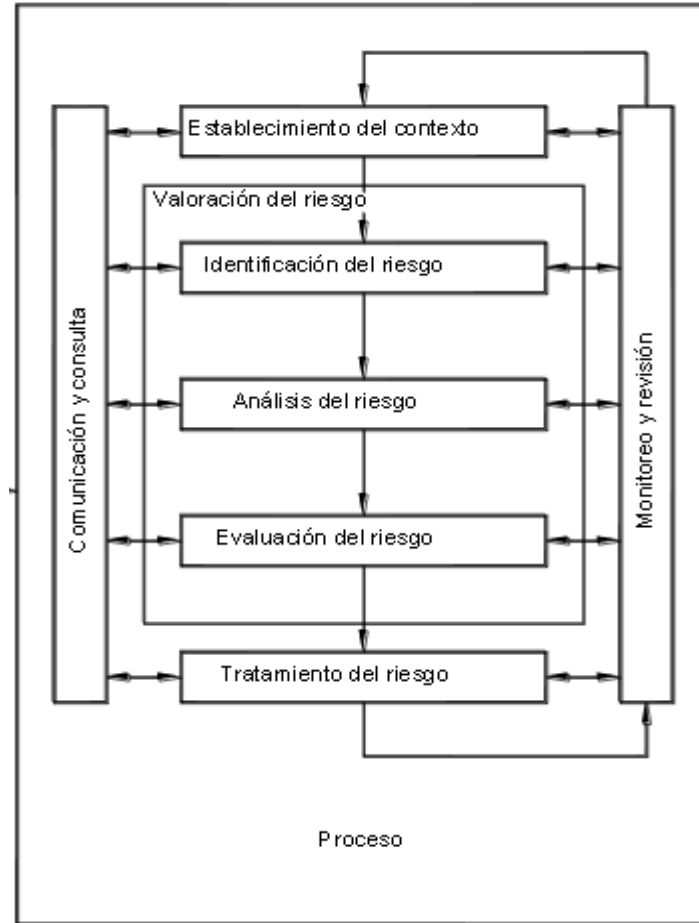 Establecimiento del contexto
Valoración del riesgo
Identificación del riesgo
Análisis del riesgo
Evaluación del riesgo
Tratamiento del riesgo
Comunicación y consulta
Monitoreo y revisión
Proceso